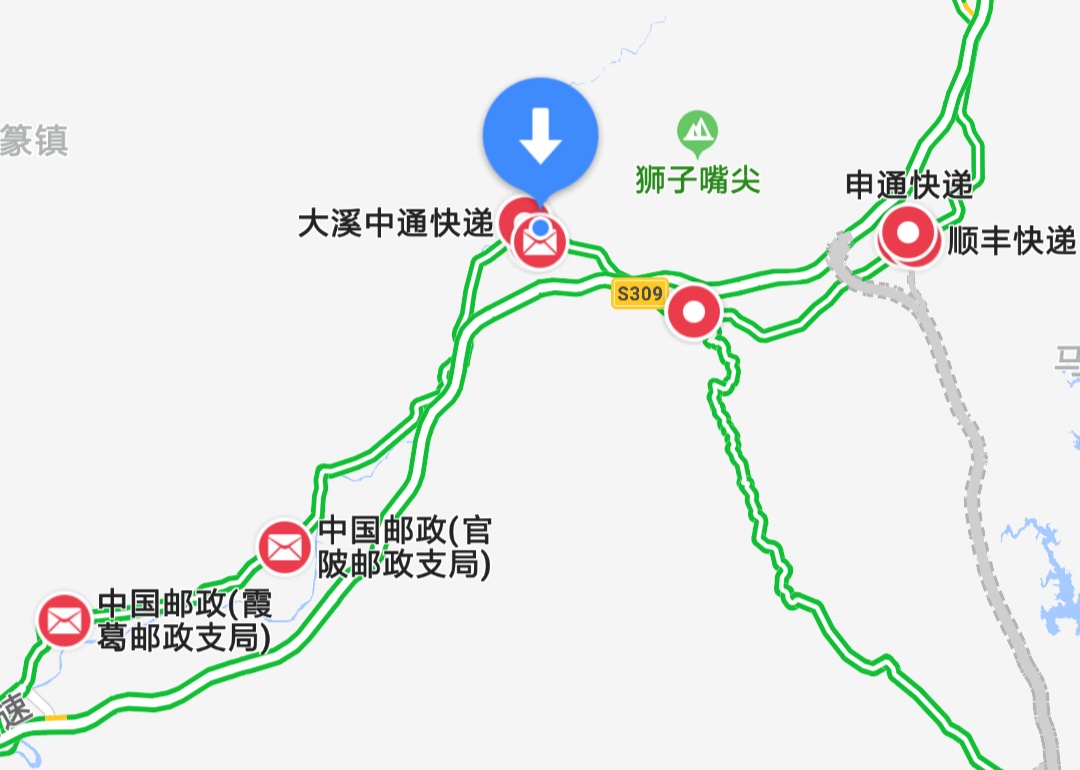 篆镇
狮子嘴尖
申通快递
大溪中通快递
顺丰快递
S309
马
中国邮政(官
陂邮政支局)
中国邮政(霞
葛邮政支局)
速